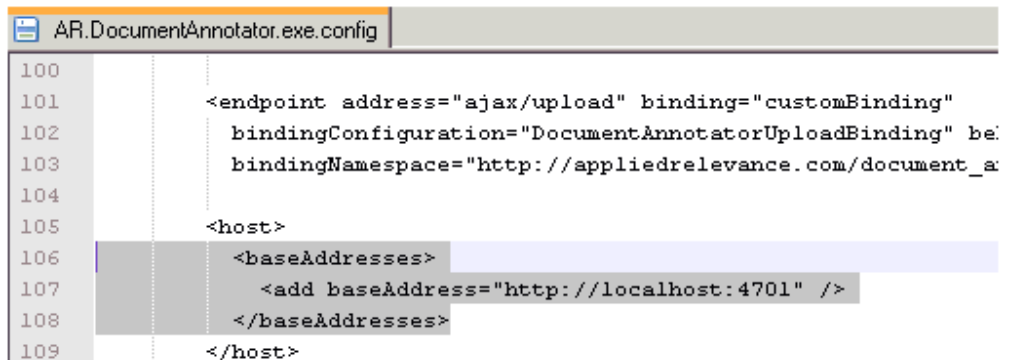 AR.DocumentAnnotator.exe.config
100
101 <endpoint address="ajax/upload" binding="customBinding"
102 bindingConfiguration="DocumentAnnotatorUploadBinding"
103 bindingNamespace="http://appliedrelevance.com/
104
105 <host>
106 <baseAddresses>
107 <add baseAddress="http://localhost:4701" />
108 </baseAddresses>
109 </host>